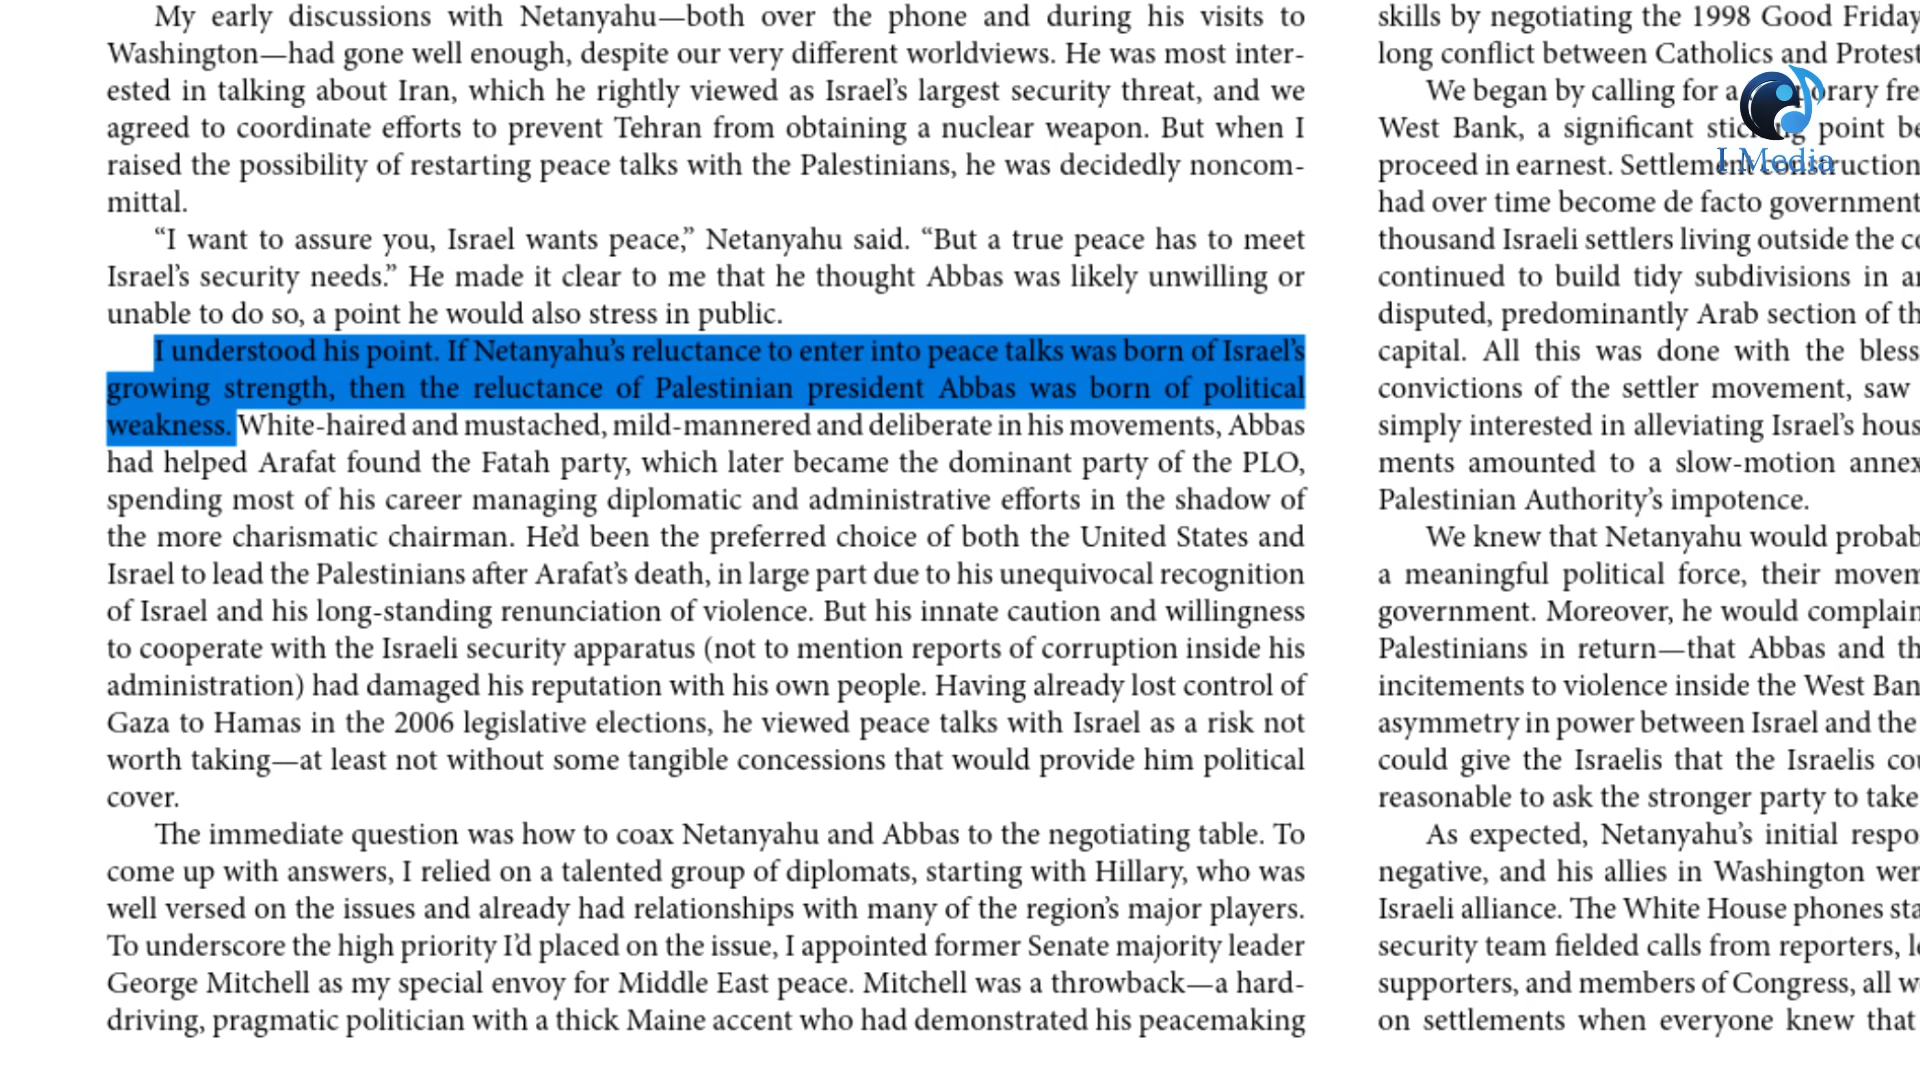 My early discussions with Netanyahu—both over the phone and during his visits to
Washington—had gone well enough, despite our very different worldviews. He was most inter-
ested in talking about Iran, which he rightly viewed as Israel’s largest security threat, and we
agreed to coordinate efforts to prevent Tehran from obtaining a nuclear weapon. But when I
raised the possibility of restarting peace talks with the Palestinians, he was decidedly noncom-
mittal.
“I want to assure you, Israel wants peace,” Netanyahu said. “But a true peace has to meet
Israel’s security needs.” He made it clear to me that he thought Abbas was likely unwilling or
unable to do so, a point he would also stress in public.
I understood his point. If Netanyahu’s reluctance to enter into peace talks was born of Israel’s
growing strength, then the reluctance of Palestinian president Abbas was born of political
weakness. White-haired and mustached, mild-mannered and deliberate in his movements, Abbas
had helped Arafat found the Fatah party, which later became the dominant party of the PLO,
spending most of his career managing diplomatic and administrative efforts in the shadow of
the more charismatic chairman. He’d been the preferred choice of both the United States and
Israel to lead the Palestinians after Arafat’s death, in large part due to his unequivocal recognition
of Israel and his long-standing renunciation of violence. But his innate caution and willingness
to cooperate with the Israeli security apparatus (not to mention reports of corruption inside his
administration) had damaged his reputation with his own people. Having already lost control of
Gaza to Hamas in the 2006 legislative elections, he viewed peace talks with Israel as a risk not
worth taking—at least not without some tangible concessions that would provide him political
cover.
The immediate question was how to coax Netanyahu and Abbas to the negotiating table. To
come up with answers, I relied on a talented group of diplomats, starting with Hillary, who was
well versed on the issues and already had relationships with many of the region’s major players.
To underscore the high priority I’d placed on the issue, I appointed former Senate majority leader
George Mitchell as my special envoy for Middle East peace. Mitchell was a throwback—a hard-
driving, pragmatic politician with a thick Maine accent who had demonstrated his peacemaking
skills by negotiating the 1998 Good Friday
long conflict between Catholics and Protest
We began by calling for a fre
West Bank, a significant point be
proceed in earnest. Settlement construction
had over time become de facto government
thousand Israeli settlers living outside the co
continued to build tidy subdivisions in ar
disputed, predominantly Arab section of th
capital. All this was done with the bless
convictions of the settler movement, saw
simply interested in alleviating Israel’s hous
ments amounted to a slow-motion annex
Palestinian Authority’s impotence.
We knew that Netanyahu would probab
a meaningful political force, their movem
government. Moreover, he would complain
Palestinians in return—that Abbas and th
incitements to violence inside the West Ban
asymmetry in power between Israel and the
could give the Israelis that the Israelis cou
reasonable to ask the stronger party to take
As expected, Netanyahu’s initial respo
negative, and his allies in Washington wer
Israeli alliance. The White House phones sta
security team fielded calls from reporters, le
supporters, and members of Congress, all w
on settlements when everyone knew that
I Media